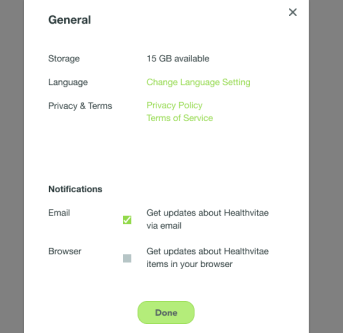 General
Storage 15 GB available
Language Change Language Setting
Privacy & Terms Privacy Policy
Terms of Service
Notifications
Email Get updates about Healthvitae
via email
Browser Get updates about Healthvitae
items in your browser
Done